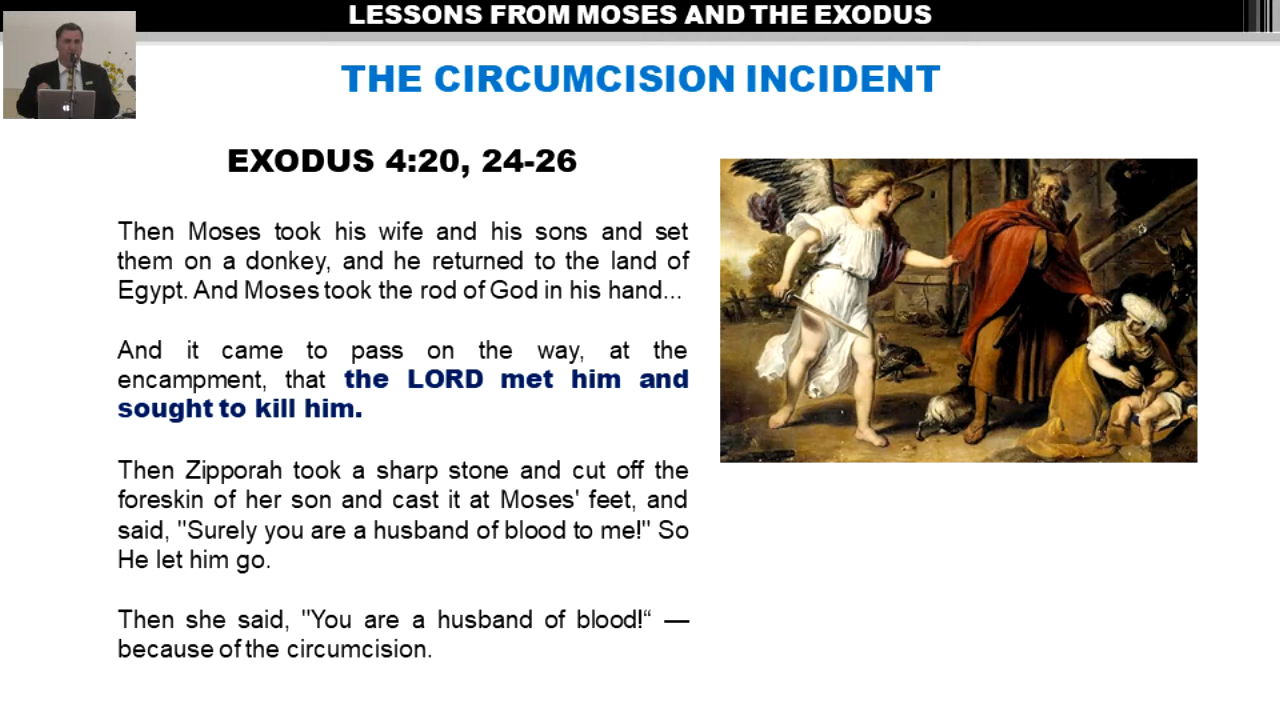 LESSONS FROM MOSES AND THE EXODUS
THE CIRCUMCISION INCIDENT
EXODUS 4:20, 24-26
Then Moses took his wife and his sons and set
them on a donkey, and he returned to the land of
Egypt. And Moses took the rod of God in his hand...
And it came to pass on the way, at the
encampment, that the LORD met him and
sought to kill him.
Then Zipporah took a sharp stone and cut off the
foreskin of her son and cast it at Moses' feet, and
said, "Surely you are a husband of blood to me!" So
He let him go.
Then she said, "You are a husband of blood!“ —
because of the circumcision.